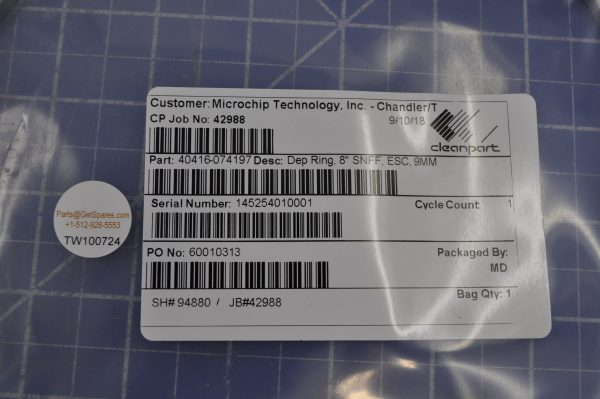 Customer: Microchip Technology, Inc. - Chandler/T
CP Job No: 42988
9/10/18
cleanpart
Part: 40416-074197 Desc: Dep Ring, 8" SNFF, ESC, 9MM
Serial Number: 145254010001
Cycle Count 1
PO No: 60010313
Packaged By:
MD
Bag Qty: 1
SH# 94880 / JB#42988
Parts@GetSpares.com
+1-512-928-5553
TW100724